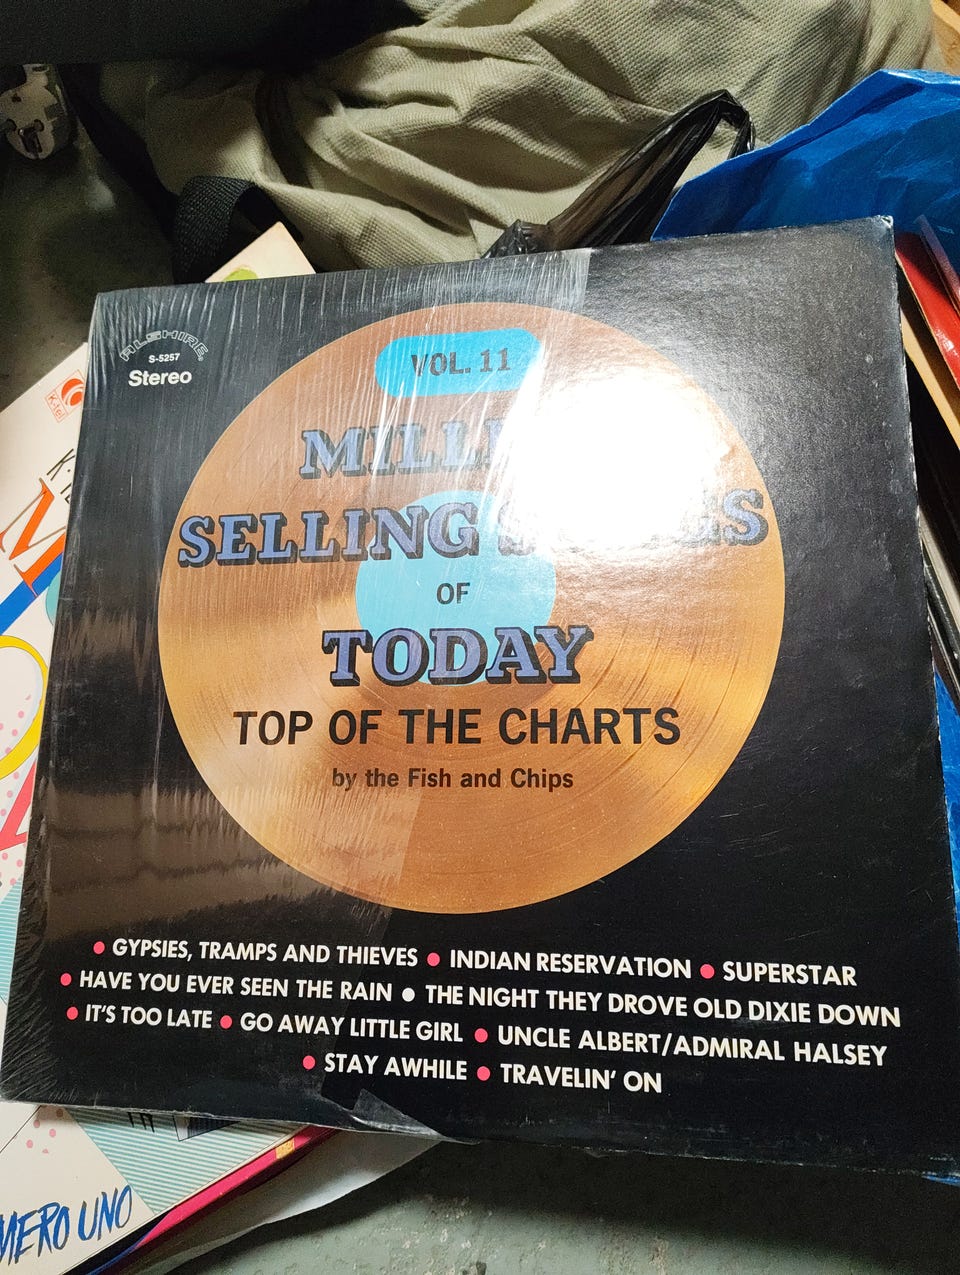 ALSHIRE
S-5257
Stereo
VOL. 11
SELLING
OF
TODAY
TOP OF THE CHARTS
by the Fish and Chips
● GYPSIES, TRAMPS AND THIEVES ● INDIAN RESERVATION ● SUPERSTAR
● HAVE YOU EVER SEEN THE RAIN ● THE NIGHT THEY DROVE OLD DIXIE DOWN
● IT'S TOO LATE ● GO AWAY LITTLE GIRL ● UNCLE ALBERT/ADMIRAL HALSEY
● STAY AWHILE ● TRAVELIN' ON
K-tel
UNO